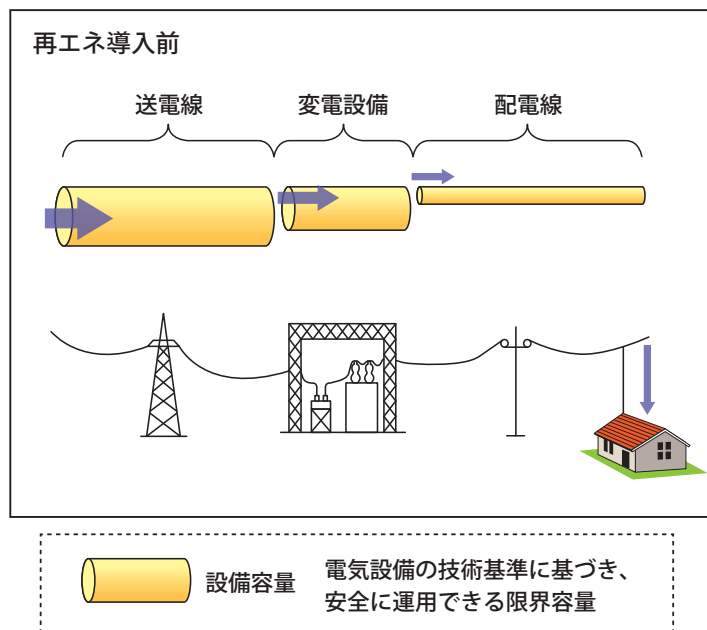 再エネ導入前
送電線
変電設備
配電線
設備容量
電気設備の技術基準に基づき、
安全に運用できる限界容量